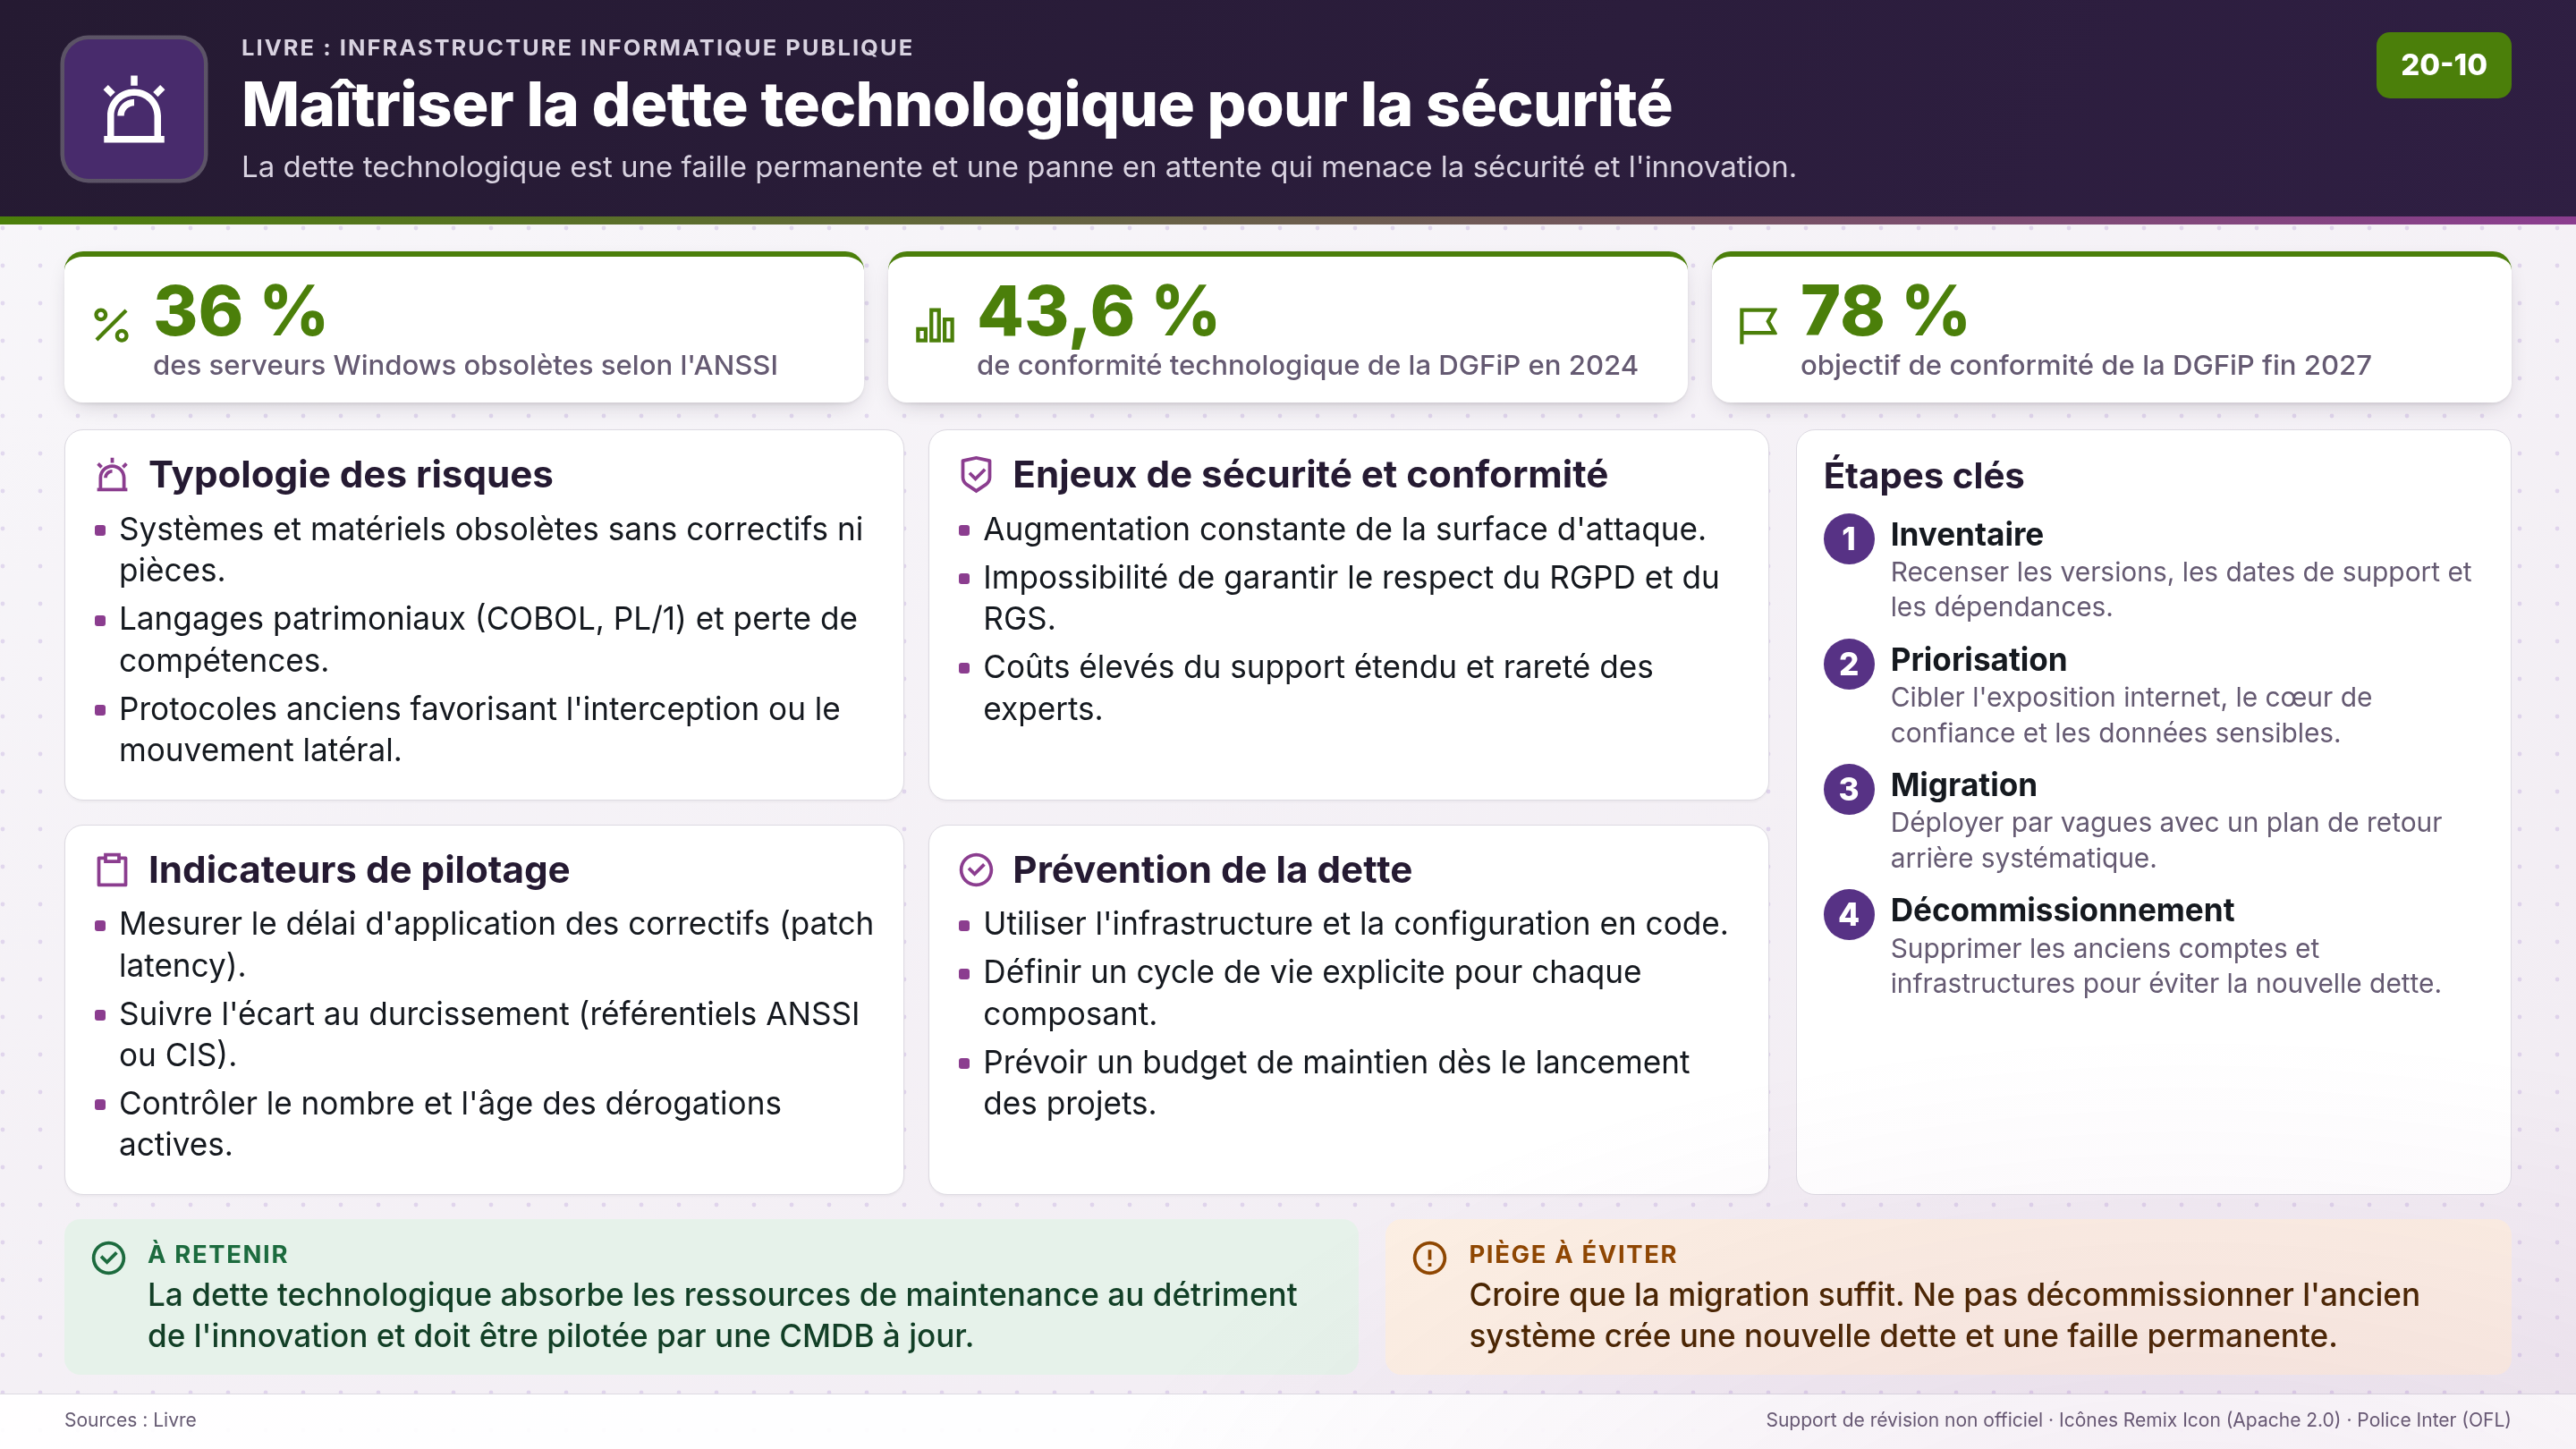 LIVRE : INFRASTRUCTURE INFORMATIQUE PUBLIQUE
Maîtriser la dette technologique pour la sécurité
La dette technologique est une faille permanente et une panne en attente qui menace la sécurité et l'innovation.
20-10
36 %
des serveurs Windows obsolètes selon l'ANSSI
43,6 %
de conformité technologique de la DGFiP en 2024
78 %
objectif de conformité de la DGFiP fin 2027
Typologie des risques
Systèmes et matériels obsolètes sans correctifs ni
pièces.
Langages patrimoniaux (COBOL, PL/1) et perte de
compétences.
Protocoles anciens favorisant l'interception ou le
mouvement latéral.
Enjeux de sécurité et conformité
Augmentation constante de la surface d'attaque.
Impossibilité de garantir le respect du RGPD et du
RGS.
Coûts élevés du support étendu et rareté des
experts.
Indicateurs de pilotage
Mesurer le délai d'application des correctifs (patch
latency).
Suivre l'écart au durcissement (référentiels ANSSI
ou CIS).
Contrôler le nombre et l'âge des dérogations
actives.
Prévention de la dette
Utiliser l'infrastructure et la configuration en code.
Définir un cycle de vie explicite pour chaque
composant.
Prévoir un budget de maintien dès le lancement
des projets.
Étapes clés
1 Inventaire
Recenser les versions, les dates de support et
les dépendances.
2 Priorisation
Cibler l'exposition internet, le cœur de
confiance et les données sensibles.
3 Migration
Déployer par vagues avec un plan de retour
arrière systématique.
4 Décommissionnement
Supprimer les anciens comptes et
infrastructures pour éviter la nouvelle dette.
À RETENIR
La dette technologique absorbe les ressources de maintenance au détriment
de l'innovation et doit être pilotée par une CMDB à jour.
PIÈGE À ÉVITER
Croire que la migration suffit. Ne pas décommissionner l'ancien
système crée une nouvelle dette et une faille permanente.
Sources : Livre
Support de révision non officiel · Icônes Remix Icon (Apache 2.0) · Police Inter (OFL)